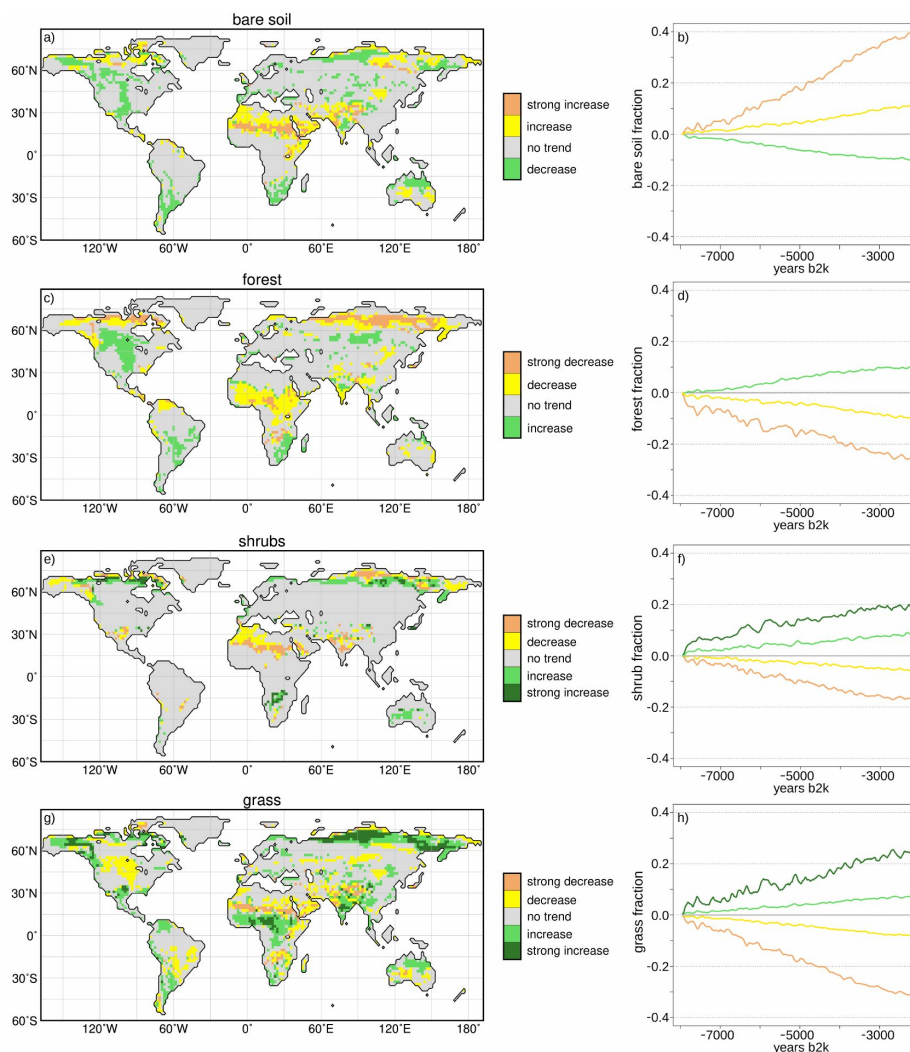 bare soil
a)
60˚N
30˚N
0˚
30˚S
60˚S
120˚W
60˚W
0˚
60˚E
120˚E
180˚
strong increase
increase
no trend
decrease
b)
0.4
0.2
0.0
-0.2
-0.4
bare soil fraction
-7000
-5000
-3000
years b2k
forest
c)
60˚N
30˚N
0˚
30˚S
60˚S
120˚W
60˚W
0˚
60˚E
120˚E
180˚
strong decrease
decrease
no trend
increase
d)
0.4
0.2
0.0
-0.2
-0.4
forest fraction
-7000
-5000
-3000
years b2k
shrubs
e)
60˚N
30˚N
0˚
30˚S
60˚S
120˚W
60˚W
0˚
60˚E
120˚E
180˚
strong decrease
decrease
no trend
increase
strong increase
f)
0.4
0.2
0.0
-0.2
-0.4
shrub fraction
-7000
-5000
-3000
years b2k
grass
g)
60˚N
30˚N
0˚
30˚S
60˚S
120˚W
60˚W
0˚
60˚E
120˚E
180˚
strong decrease
decrease
no trend
increase
strong increase
h)
0.4
0.2
0.0
-0.2
-0.4
grass fraction
-7000
-5000
-3000
years b2k